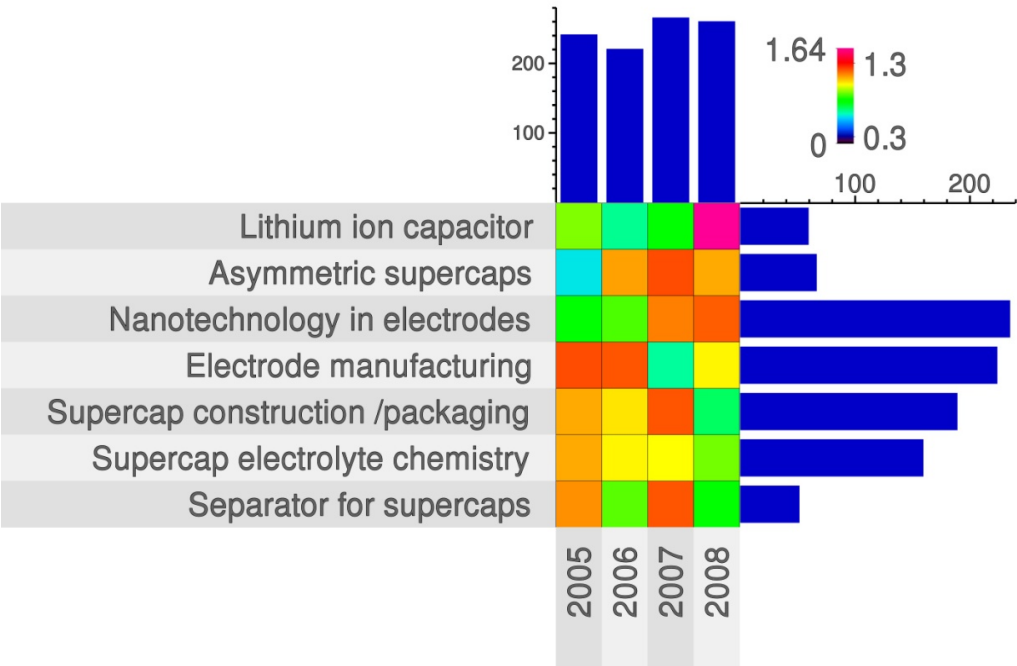 200
100
1.64
1.3
0
0.3
100 200
Lithium ion capacitor
Asymmetric supercaps
Nanotechnology in electrodes
Electrode manufacturing
Supercap construction /packaging
Supercap electrolyte chemistry
Separator for supercaps
2005
2006
2007
2008